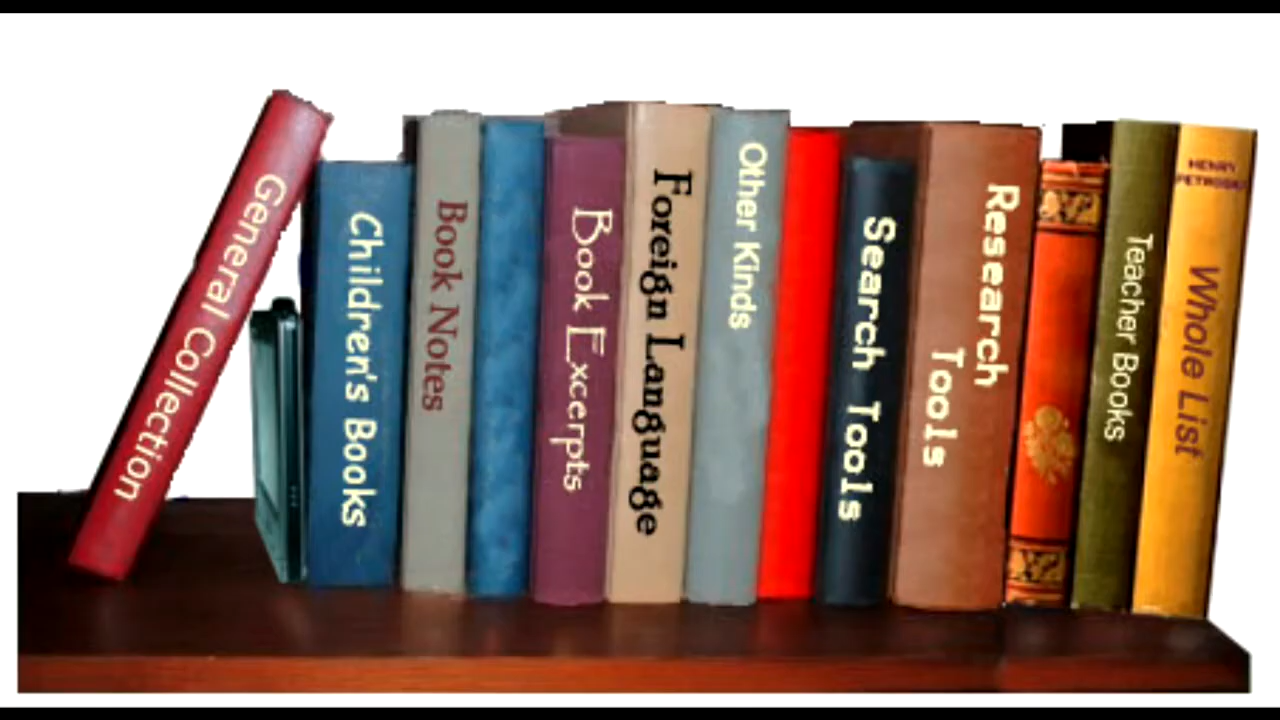 General Collection
Children's Books
Book Notes
Book Excerpts
Foreign Language
Other Kinds
Search Tools
Research
Tools
Teacher Books
HENRY
PETROSKI
Whole List